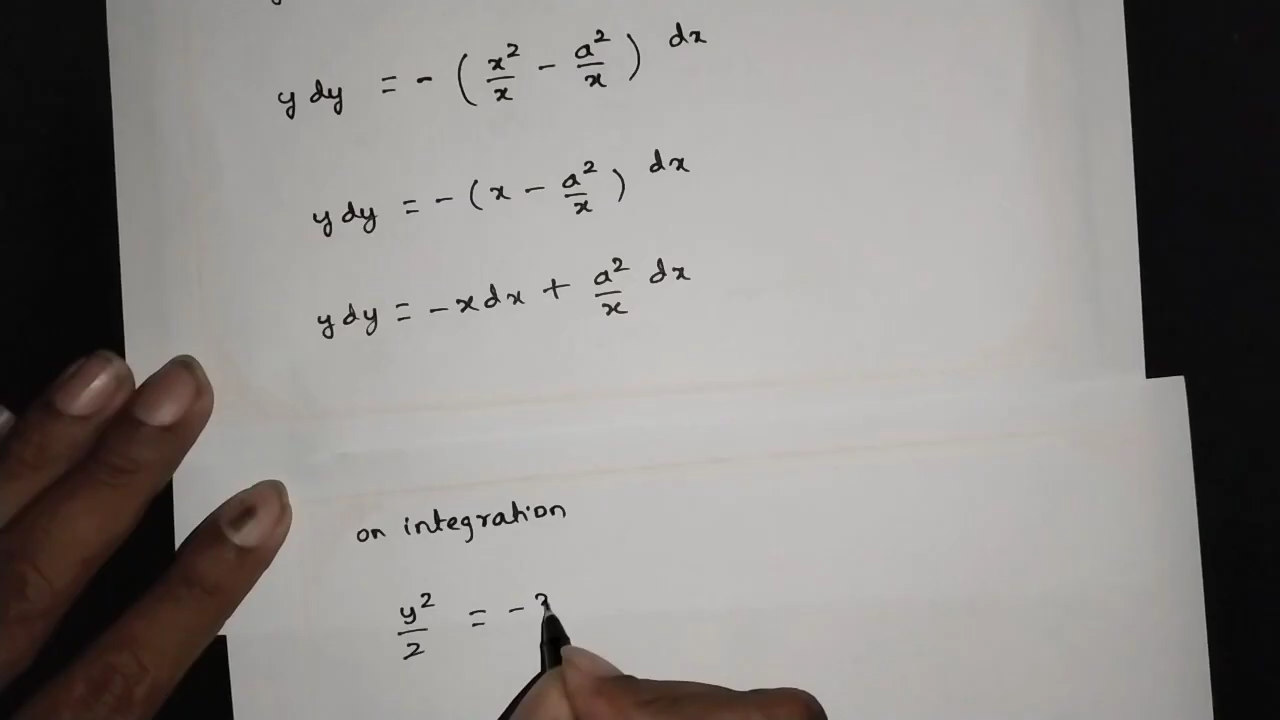 y dy = - ( x²/x - a²/x ) dx
y dy = - ( x - a²/x ) dx
y dy = - x dx + a²/x dx
on integration
y²/2 = -